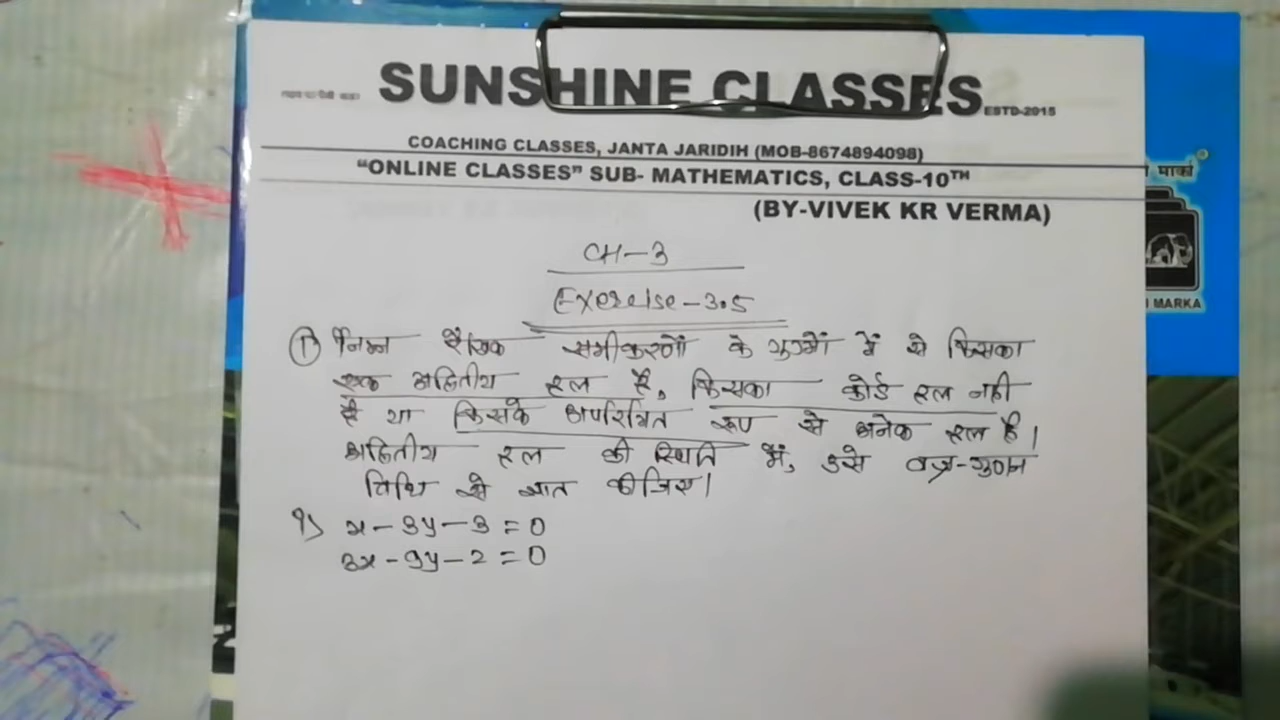 SUNSHINE CLASSES
ESTD-2015
COACHING CLASSES, JANTA JARIDIH (MOB-8674894098)
"ONLINE CLASSES" SUB- MATHEMATICS, CLASS-10TH
(BY-VIVEK KR VERMA)
CH-3
Exercise-3.5
1) निम्न रैखिक समीकरणों के युग्मों में से किसका
एक अद्वितीय हल है, किसका कोई हल नहीं
है या किसके अपरिमित रूप से अनेक हल है।
अद्वितीय हल की स्थिति में, उसे वज्र-गुणन
विधि से ज्ञात कीजिए।
१) x-3y-3=0
3x-9y-2=0
मार्का
MARKA